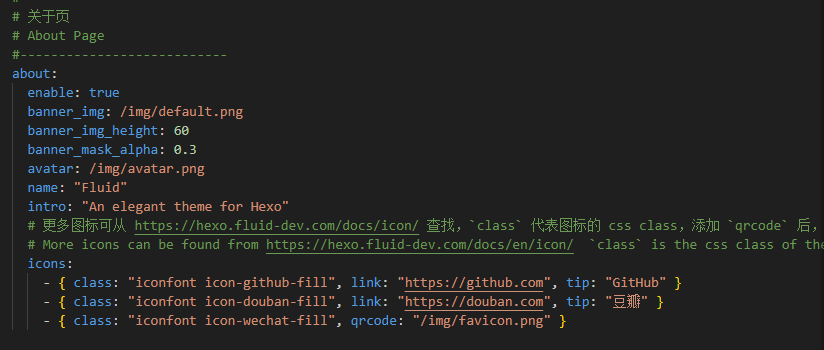 #
# 关于页
# About Page
#---------------------------
about:
  enable: true
  banner_img: /img/default.png
  banner_img_height: 60
  banner_mask_alpha: 0.3
  avatar: /img/avatar.png
  name: "Fluid"
  intro: "An elegant theme for Hexo"
  # 更多图标可从 https://hexo.fluid-dev.com/docs/icon/ 查找，`class` 代表图标的 css class，添加 `qrcode` 后，
  # More icons can be found from https://hexo.fluid-dev.com/docs/en/icon/  `class` is the css class of the
  icons:
    - { class: "iconfont icon-github-fill", link: "https://github.com", tip: "GitHub" }
    - { class: "iconfont icon-douban-fill", link: "https://douban.com", tip: "豆瓣" }
    - { class: "iconfont icon-wechat-fill", qrcode: "/img/favicon.png" }